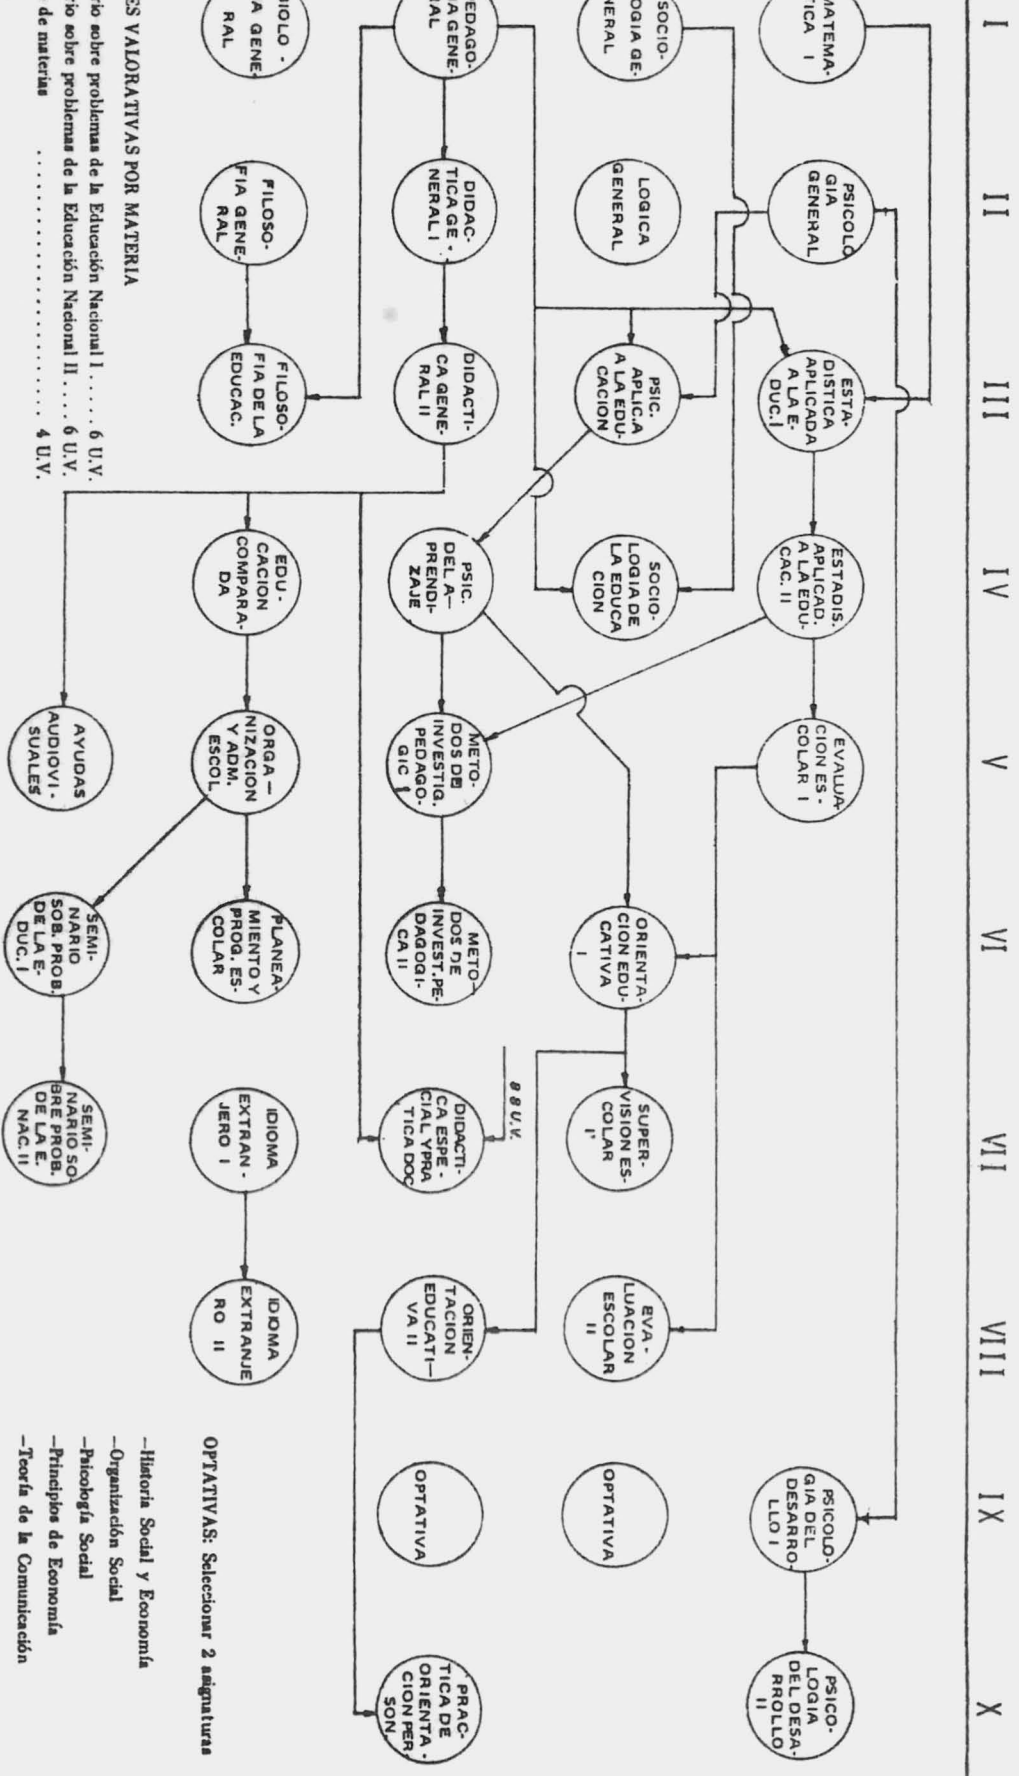 I
II
III
IV
V
VI
VII
VIII
IX
X
MATEMA-
TICA I
SOCIO-
LOGIA GE-
NERAL
PEDAGO-
IA GENE-
RAL
BIOLO -
A GENE-
RAL
PSICOLO
GIA
GENERAL
LOGICA
GENERAL
DIDAC-
TICA GE -
NERAL I
FILOSO-
FIA GENE-
RAL
ESTA-
DISTICA
APLICADA
A LA E-
DUC. I
PSIC.
APLIC. A
A LA EDU-
CACION
DIDACTI-
CA GENE-
RAL II
FILOSO-
FIA DE LA
EDUCAC.
ESTADIS.
APLICAD.
A LA EDU-
CAC. II
SOCIO-
LOGIA DE
LA EDUCA
CION
PSIC.
DEL A—
PRENDI-
ZAJE
EDU -
CACION
COMPARA-
DA
EVALUA
CION ES -
COLAR I
METO-
DOS DE
INVESTIG.
PEDAGO-
GIC I
ORGA —
NIZACION
Y ADM.
ESCOL
AYUDAS
AUDIOVI -
SUALES
ORIENTA-
CION EDU-
CATIVA
I
METO—
DOS DE
INVEST. PE-
DAGOGI-
CA II
PLANEA-
MIENTO Y
PROG. ES-
COLAR
SEMI-
NARIO
SOB. PROB.
DE LA E-
DUC. I
SUPER-
VISION ES-
COLAR
I'
88 U.V.
DIDACTI-
CA ESPE -
CIAL Y PRA
TICA DOC
IDIOMA
EXTRAN -
JERO I
SEMI-
NARIO SO-
BRE PROB.
DE LA E.
NAC. II
EVA -
LUACION
ESCOLAR
II
ORIEN-
TACION
EDUCATI—
VA II
IDIOMA
EXTRANJE
RO II
PSICOLO-
GIA DEL
DESARRO-
LLO I
OPTATIVA
OPTATIVA
PSICO-
LOGIA
DEL DESA-
RROLLO
II
PRAC-
TICA DE
ORIENTA -
CION PER
SON.
ES VALORATIVAS POR MATERIA
rio sobre problemas de la Educación Nacional I . . . . . 6 U.V.
rio sobre problemas de la Educación Nacional II . . . . 6 U.V.
de materias . . . . . . . . . . . . . . . . . . . . . . . . 4 U.V.
OPTATIVAS: Seleccionar 2 asignaturas
—Historia Social y Economía
—Organización Social
—Psicología Social
—Principios de Economía
—Teoría de la Comunicación